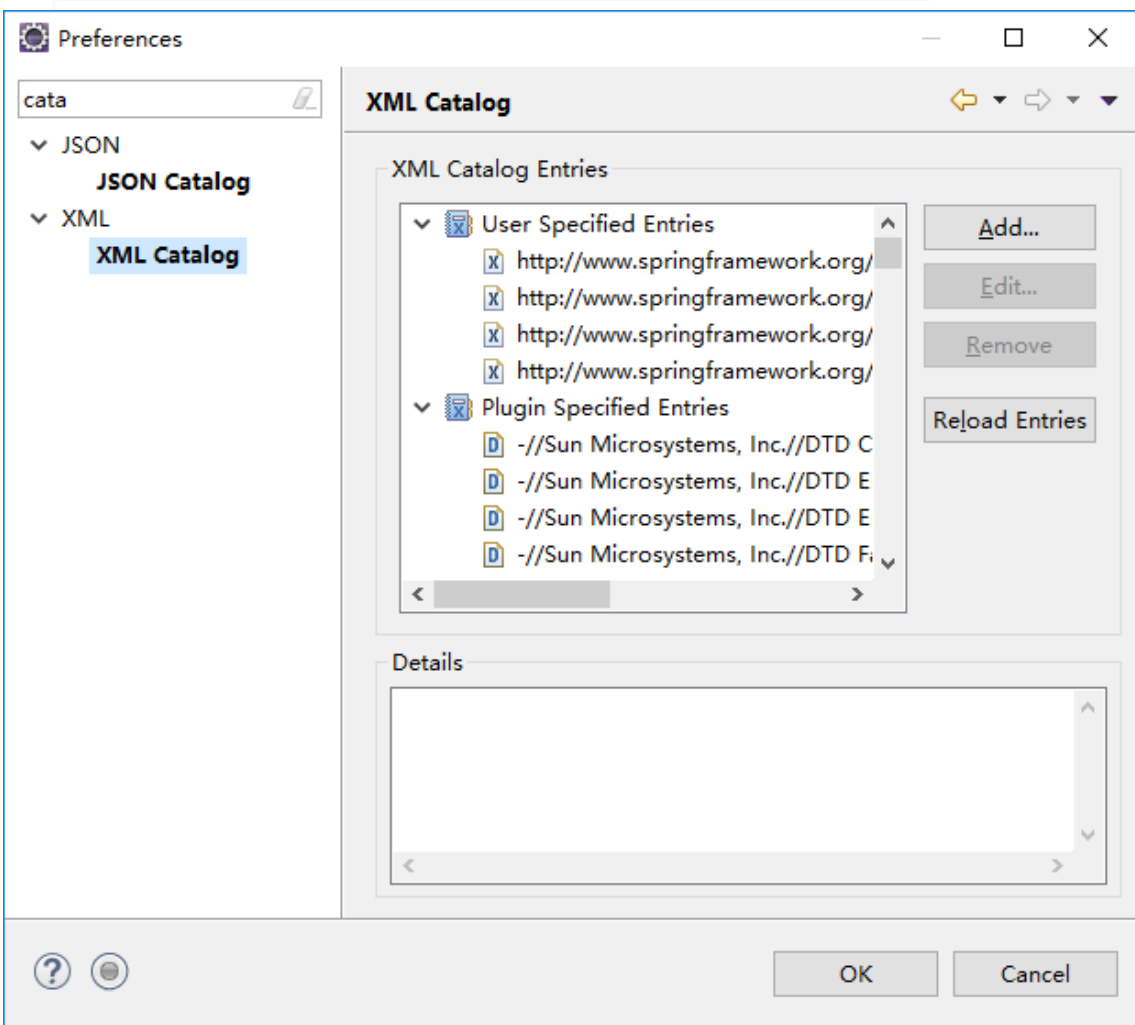 Preferences
cata
JSON
JSON Catalog
XML
XML Catalog
XML Catalog
XML Catalog Entries
User Specified Entries
http://www.springframework.org/
http://www.springframework.org/
http://www.springframework.org/
http://www.springframework.org/
Plugin Specified Entries
-//Sun Microsystems, Inc.//DTD C
-//Sun Microsystems, Inc.//DTD E
-//Sun Microsystems, Inc.//DTD E
-//Sun Microsystems, Inc.//DTD Fa
Add...
Edit...
Remove
Reload Entries
Details
OK
Cancel